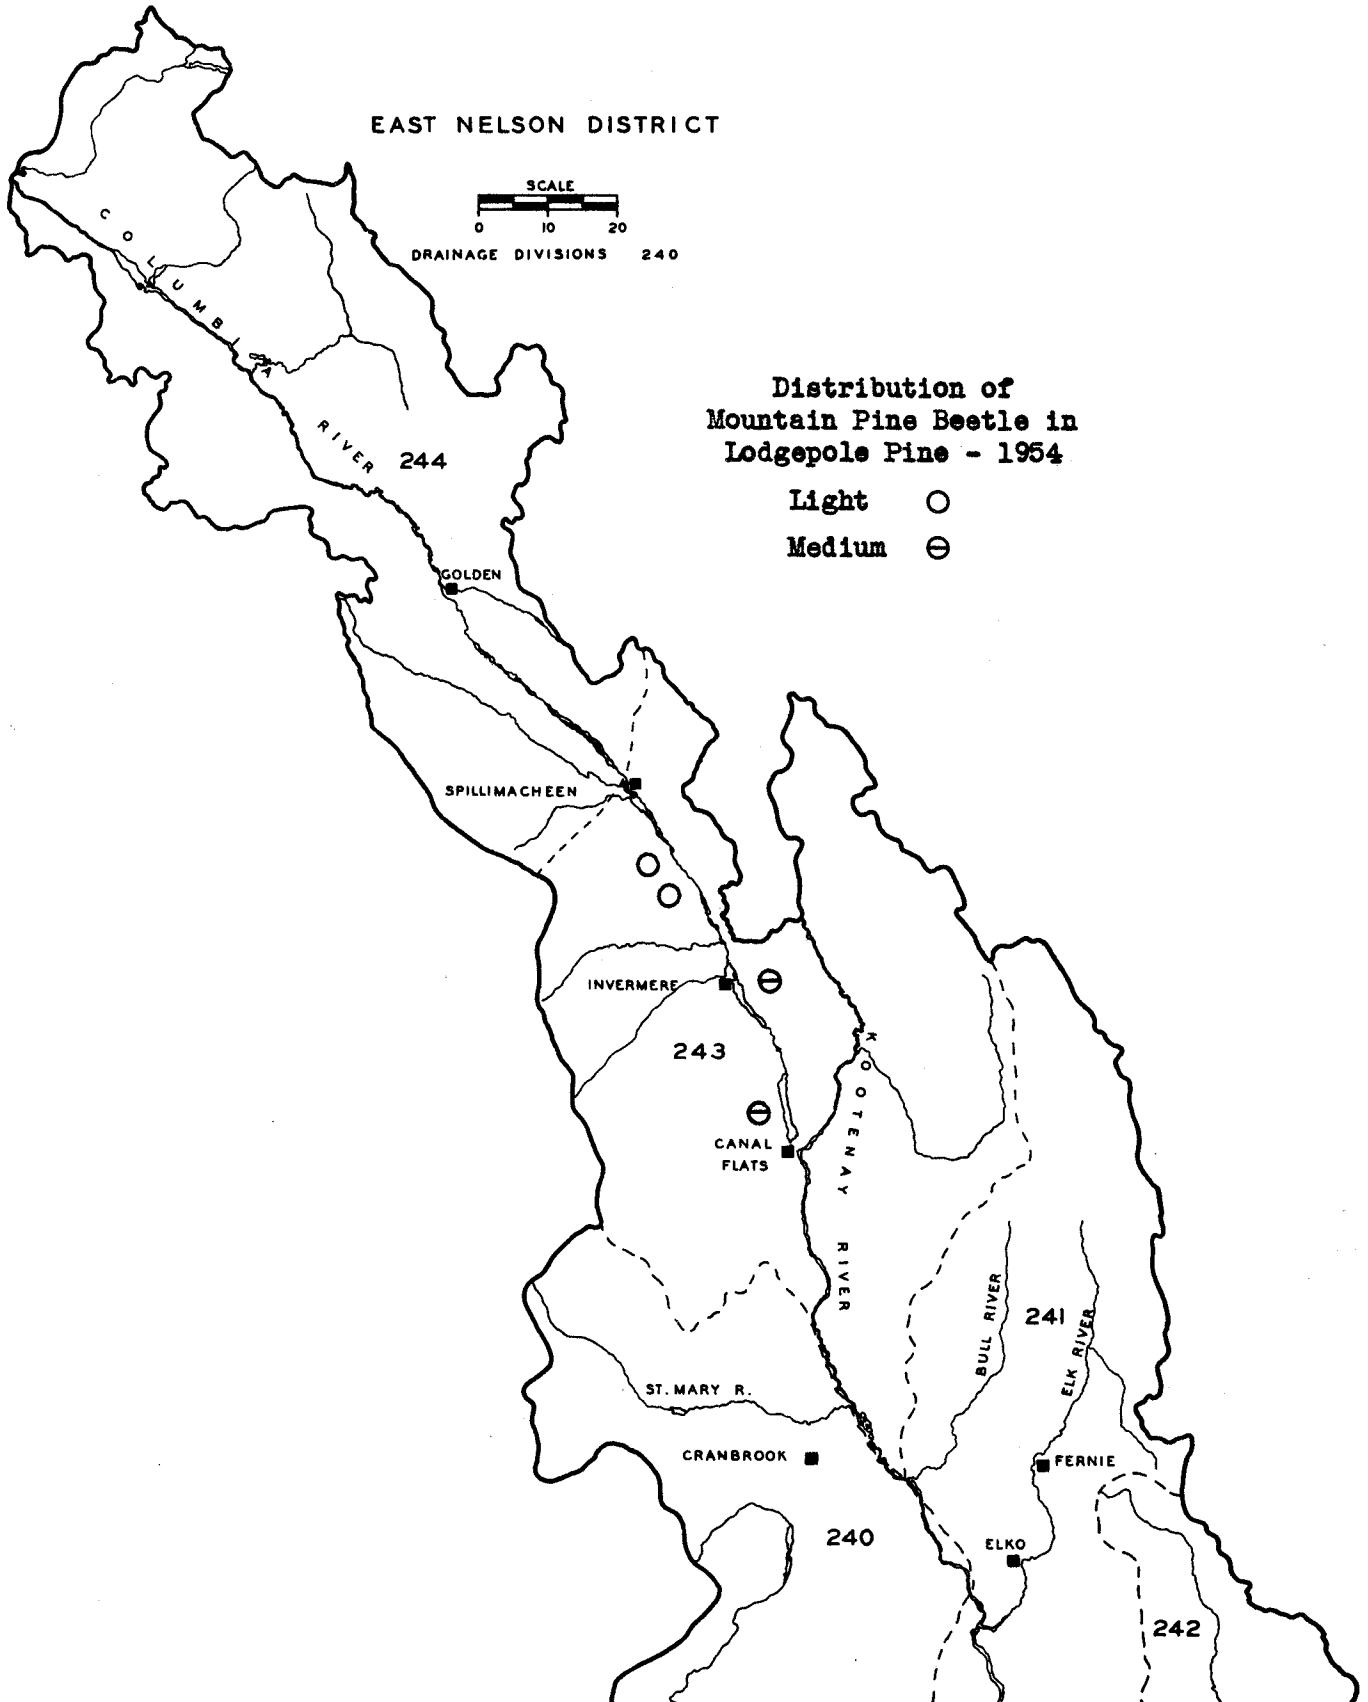 EAST NELSON DISTRICT
SCALE
0 10 20
DRAINAGE DIVISIONS 240
COLUMBIA
RIVER
Distribution of
Mountain Pine Beetle in
Lodgepole Pine - 1954
Light
Medium
244
GOLDEN
SPILLIMACHEEN
INVERMERE
243
KOOTENAY RIVER
CANAL
FLATS
BULL RIVER
241
ELK RIVER
ST. MARY R.
CRANBROOK
FERNIE
240
ELKO
242